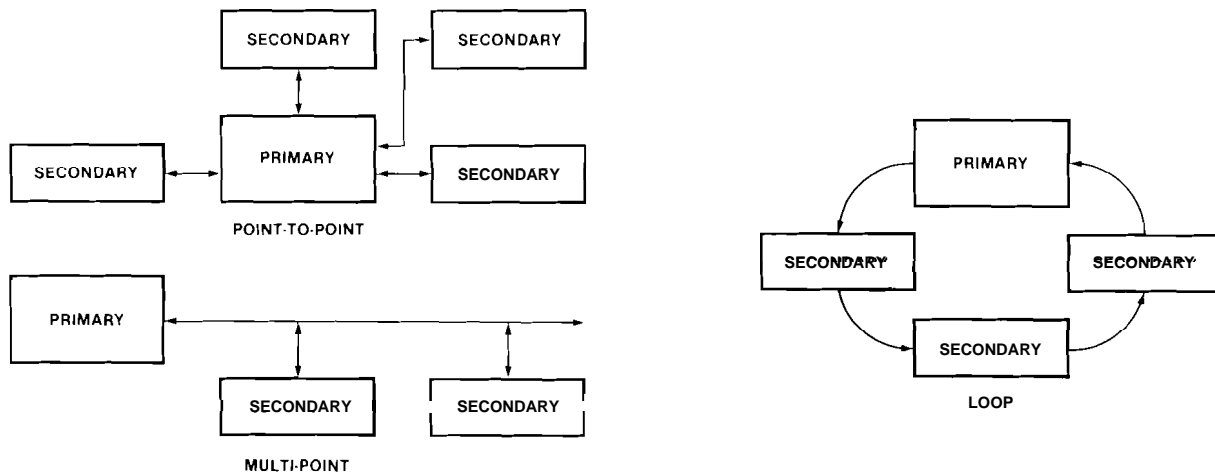 SECONDARY
SECONDARY
PRIMARY
SECONDARY
SECONDARY
POINT-TO-POINT
PRIMARY
SECONDARY
SECONDARY
MULTI-POINT
PRIMARY
SECONDARY
SECONDARY
SECONDARY
LOOP